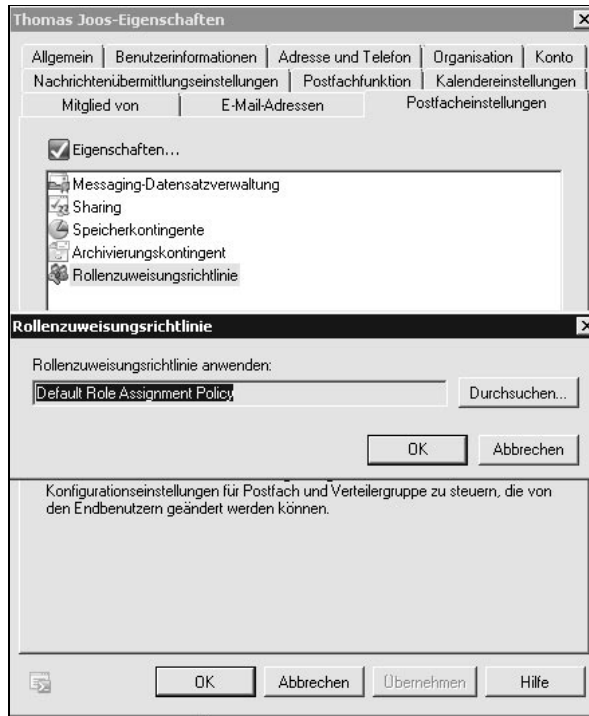 Thomas Joos-Eigenschaften
Allgemein Benutzerinformationen Adresse und Telefon Organisation Konto
Nachrichtenübermittlungseinstellungen Postfachfunktion Kalendereinstellungen
Mitglied von E-Mail-Adressen Postfacheinstellungen
Eigenschaften...
Messaging-Datensatzverwaltung
Sharing
Speicherkontingente
Archivierungskontingent
Rollenzuweisungsrichtlinie
Rollenzuweisungsrichtlinie
Rollenzuweisungsrichtlinie anwenden:
Default Role Assignment Policy Durchsuchen...
OK Abbrechen
Konfigurationseinstellungen für Postfach und Verteilergruppe zu steuern, die von
den Endbenutzern geändert werden können.
OK Abbrechen Übernehmen Hilfe